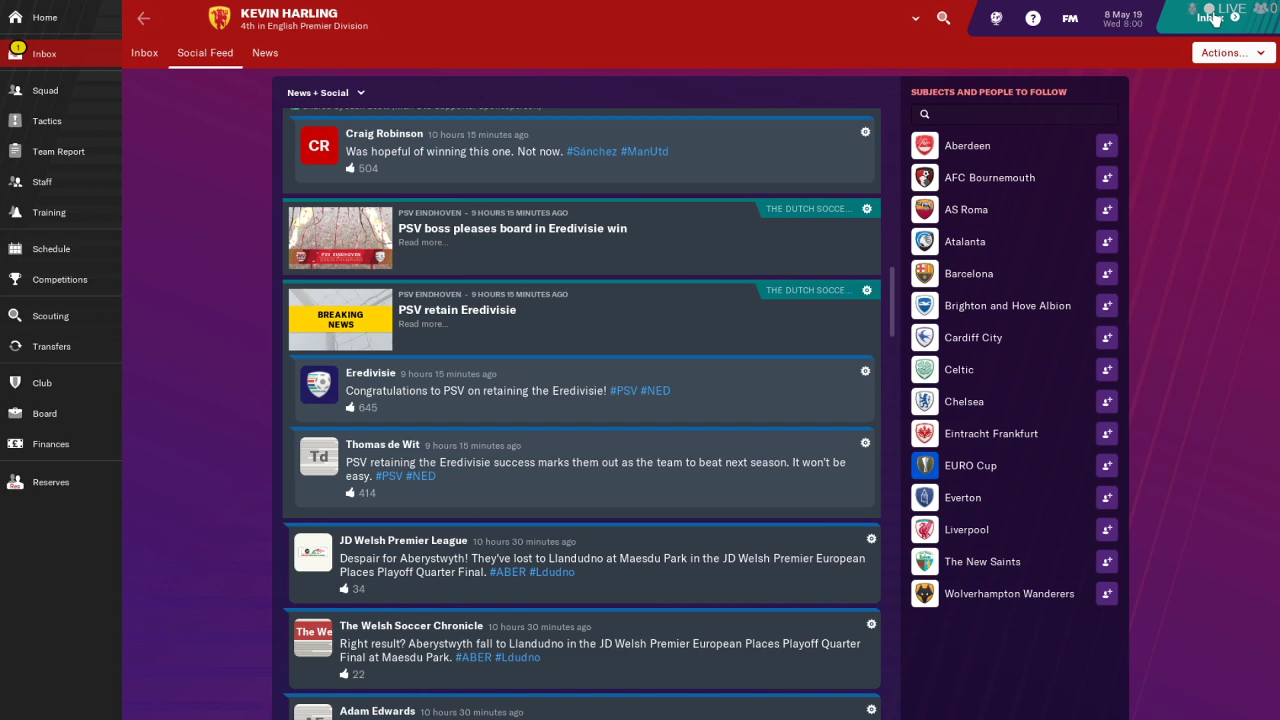 Home
1
Inbox
Squad
Tactics
Team Report
Staff
Training
Schedule
Competitions
Scouting
Transfers
Club
Board
Finances
Res
Reserves
KEVIN HARLING
4th in English Premier Division
?
FM
8 May 19
Wed 8:00
LIVE
0
Inbox
Inbox
Social Feed
News
Actions...
News + Social
Craig Robinson 10 hours 15 minutes ago
CR
Was hopeful of winning this one. Not now. #Sánchez #ManUtd
504
PSV EINDHOVEN - 9 HOURS 15 MINUTES AGO
THE DUTCH SOCCE...
PSV boss pleases board in Eredivisie win
Read more...
PSV EINDHOVEN
PSV EINDHOVEN - 9 HOURS 15 MINUTES AGO
THE DUTCH SOCCE...
PSV retain Eredivisie
Read more...
BREAKING
NEWS
Eredivisie 9 hours 15 minutes ago
Congratulations to PSV on retaining the Eredivisie! #PSV #NED
645
Thomas de Wit 9 hours 15 minutes ago
Td
PSV retaining the Eredivisie success marks them out as the team to beat next season. It won't be
easy. #PSV #NED
414
JD Welsh Premier League 10 hours 30 minutes ago
Despair for Aberystwyth! They've lost to Llandudno at Maesdu Park in the JD Welsh Premier European
Places Playoff Quarter Final. #ABER #Ldudno
34
The Welsh Soccer Chronicle 10 hours 30 minutes ago
The We
Right result? Aberystwyth fall to Llandudno in the JD Welsh Premier European Places Playoff Quarter
Final at Maesdu Park. #ABER #Ldudno
22
Adam Edwards 10 hours 30 minutes ago
SUBJECTS AND PEOPLE TO FOLLOW
Aberdeen
AFC Bournemouth
AS Roma
Atalanta
Barcelona
Brighton and Hove Albion
Cardiff City
Celtic
Chelsea
Eintracht Frankfurt
EURO Cup
Everton
Liverpool
The New Saints
Wolverhampton Wanderers